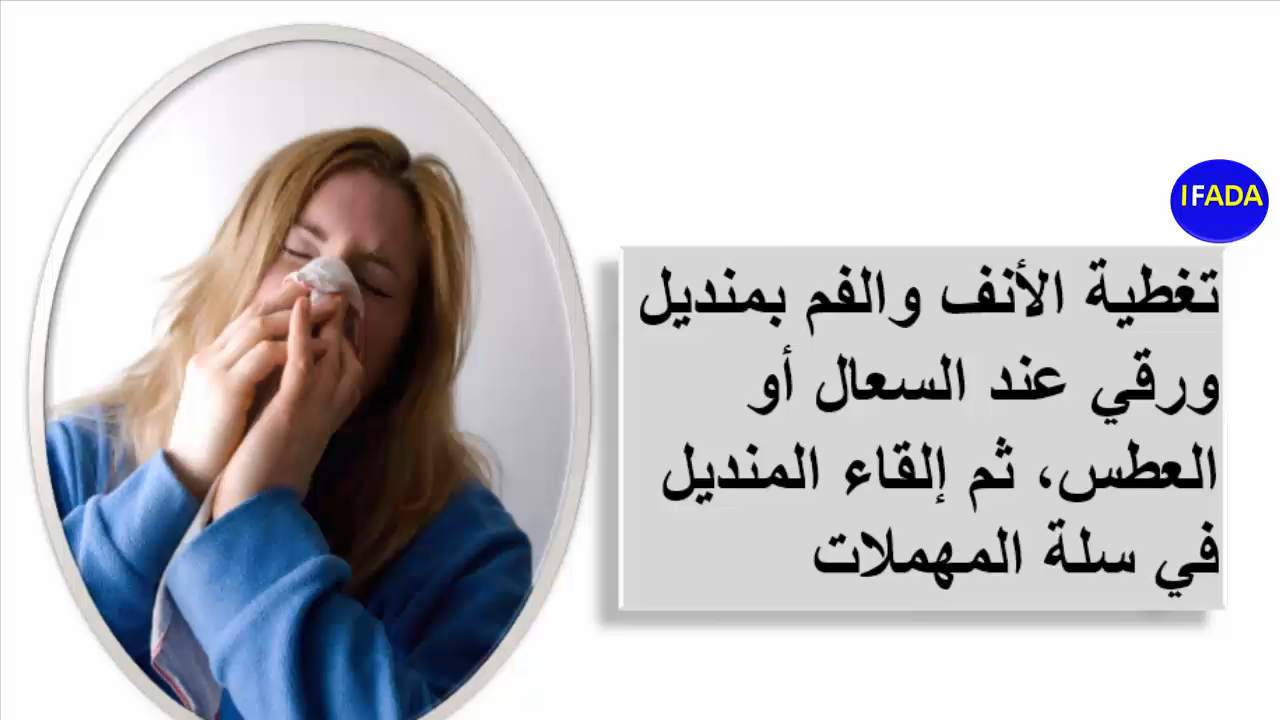 IFADA
تغطية الأنف والفم بمنديل
ورقي عند السعال أو
العطس، ثم إلقاء المنديل
في سلة المهملات